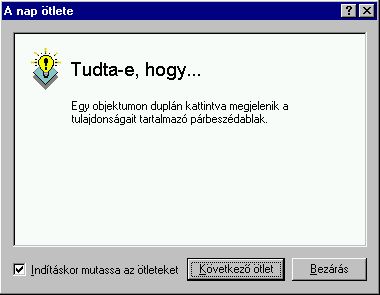 A nap ötlete
Tudta-e, hogy...
Egy objektumon duplán kattintva megjelenik a
tulajdonságait tartalmazó párbeszédablak.
Indításkor mutassa az ötleteket
Következő ötlet
Bezárás